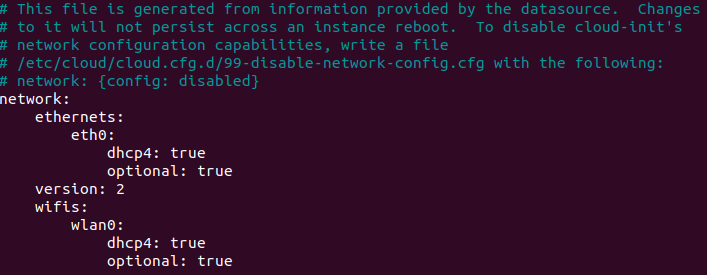 # This file is generated from information provided by the datasource.  Changes
# to it will not persist across an instance reboot.  To disable cloud-init's
# network configuration capabilities, write a file
# /etc/cloud/cloud.cfg.d/99-disable-network-config.cfg with the following:
# network: {config: disabled}
network:
    ethernets:
        eth0:
            dhcp4: true
            optional: true
    version: 2
    wifis:
        wlan0:
            dhcp4: true
            optional: true